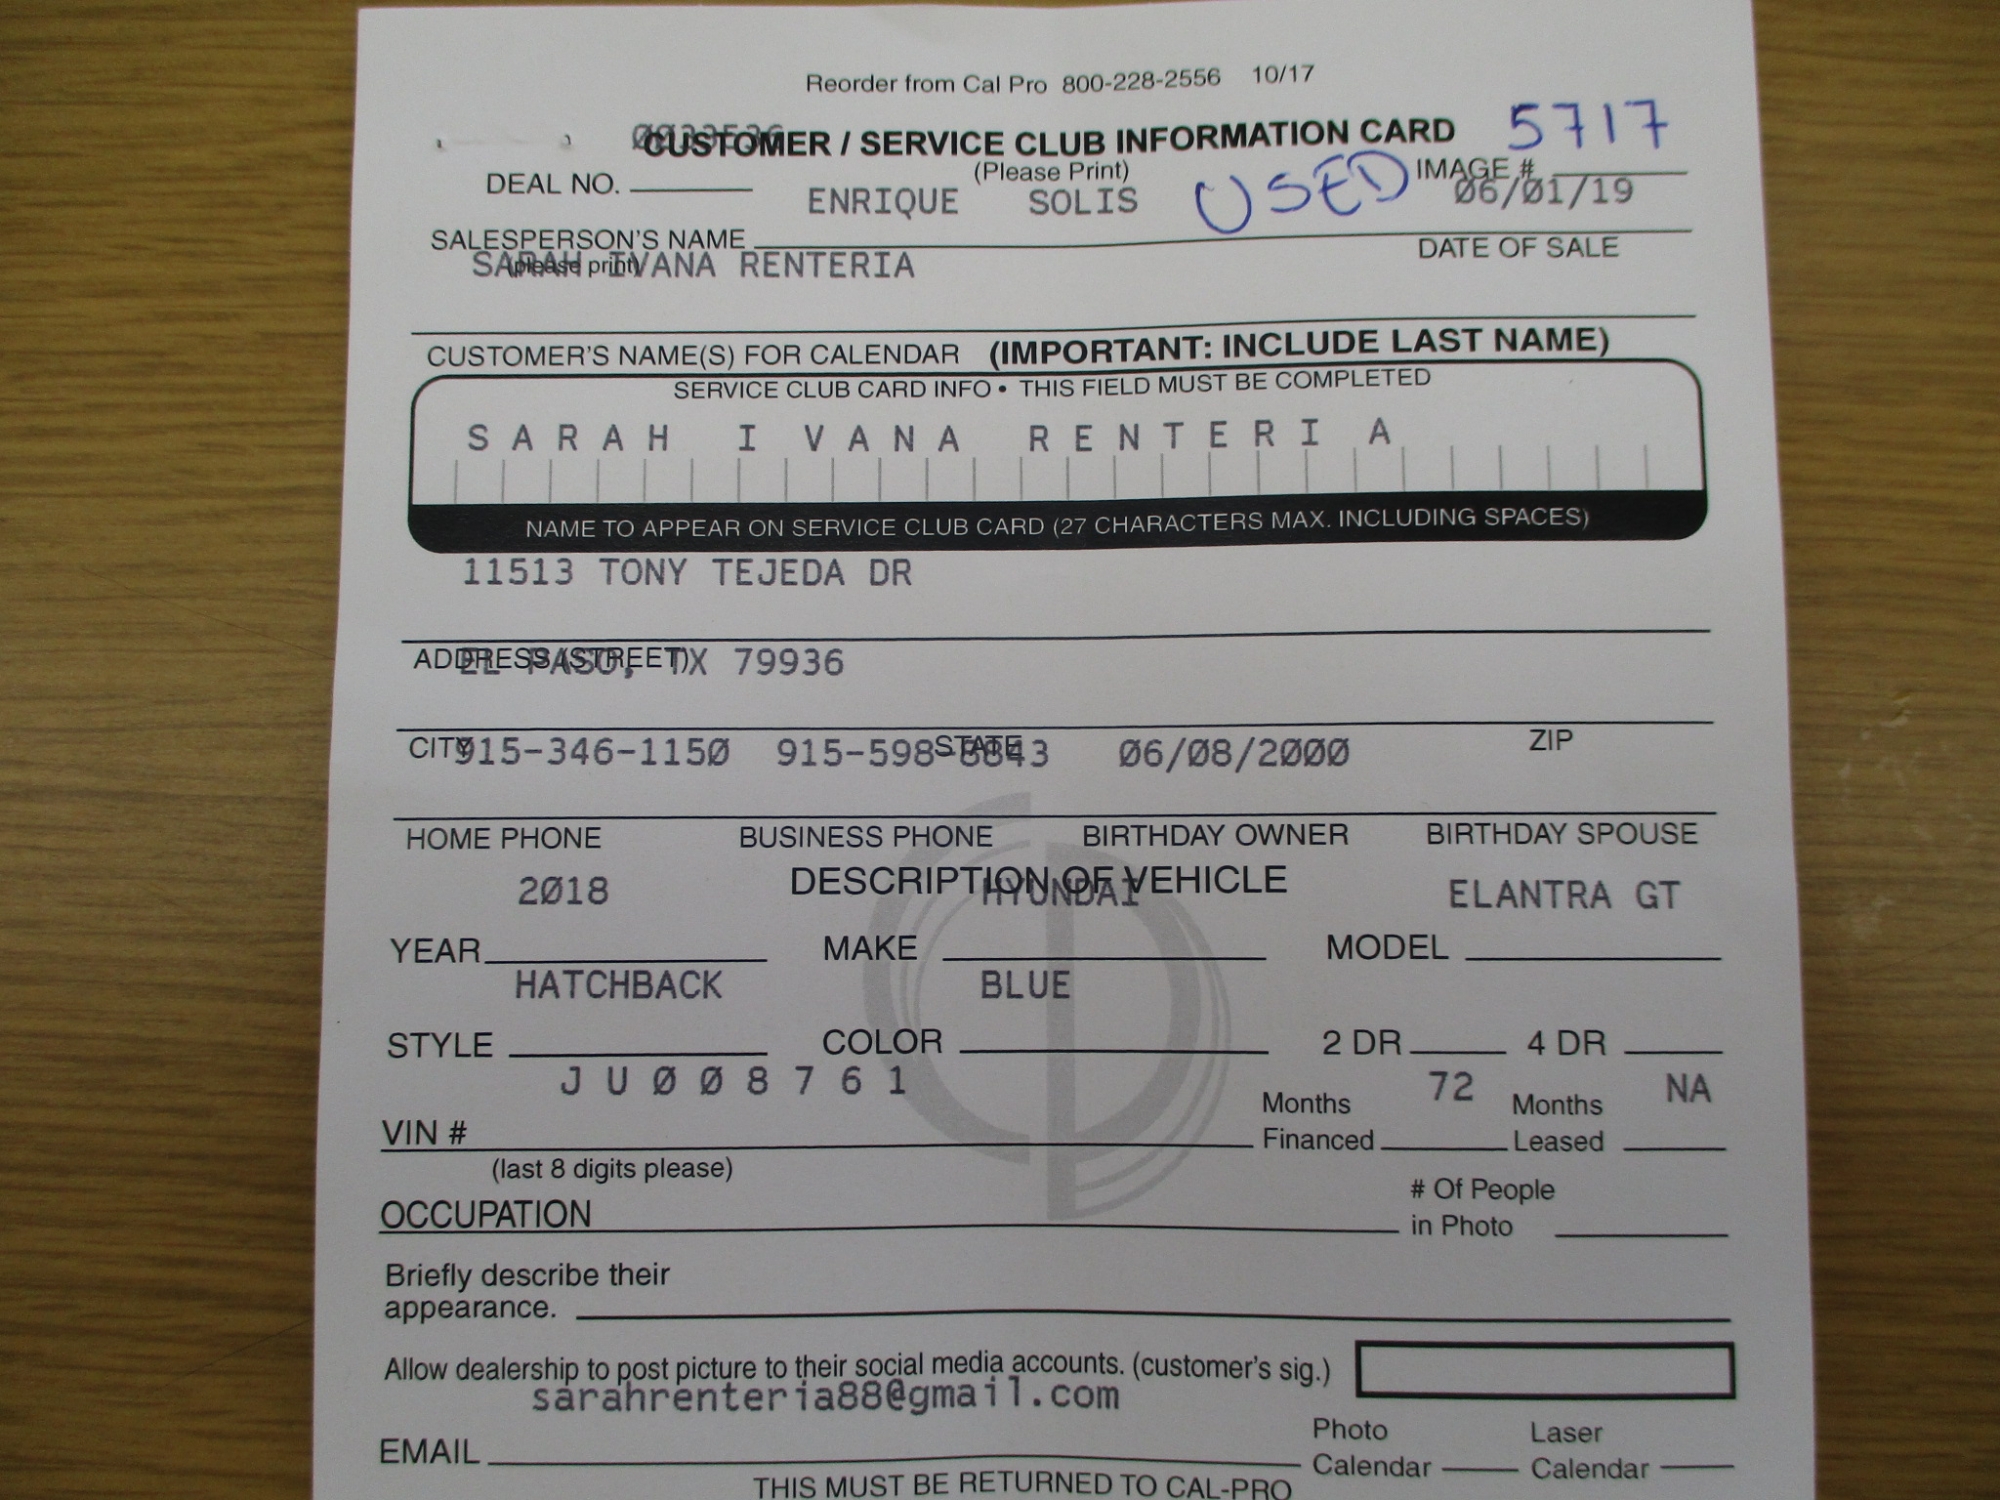 Reorder from Cal Pro 800-228-2556 10/17
CUSTOMER / SERVICE CLUB INFORMATION CARD 5717
(Please Print) USED IMAGE #
DEAL NO.
ENRIQUE SOLIS 06/01/19
SALESPERSON'S NAME DATE OF SALE
(please print)
SARAH IVANA RENTERIA
CUSTOMER'S NAME(S) FOR CALENDAR (IMPORTANT: INCLUDE LAST NAME)
SERVICE CLUB CARD INFO • THIS FIELD MUST BE COMPLETED
SARAH IVANA RENTERIA
NAME TO APPEAR ON SERVICE CLUB CARD (27 CHARACTERS MAX. INCLUDING SPACES)
11513 TONY TEJEDA DR
ADDRESS (STREET)
EL PASO, TX 79936
CITY STATE ZIP
915-346-1150 06/08/2000
HOME PHONE BUSINESS PHONE BIRTHDAY OWNER BIRTHDAY SPOUSE
DESCRIPTION OF VEHICLE
2018 HYUNDAI ELANTRA GT
YEAR MAKE MODEL
HATCHBACK BLUE
STYLE COLOR 2 DR 4 DR
JU008761 72 NA
VIN # Months Financed Months Leased
(last 8 digits please)
OCCUPATION # Of People in Photo
Briefly describe their
appearance.
Allow dealership to post picture to their social media accounts. (customer's sig.)
sarahrenteria88@gmail.com
EMAIL Photo Calendar Laser Calendar
THIS MUST BE RETURNED TO CAL-PRO